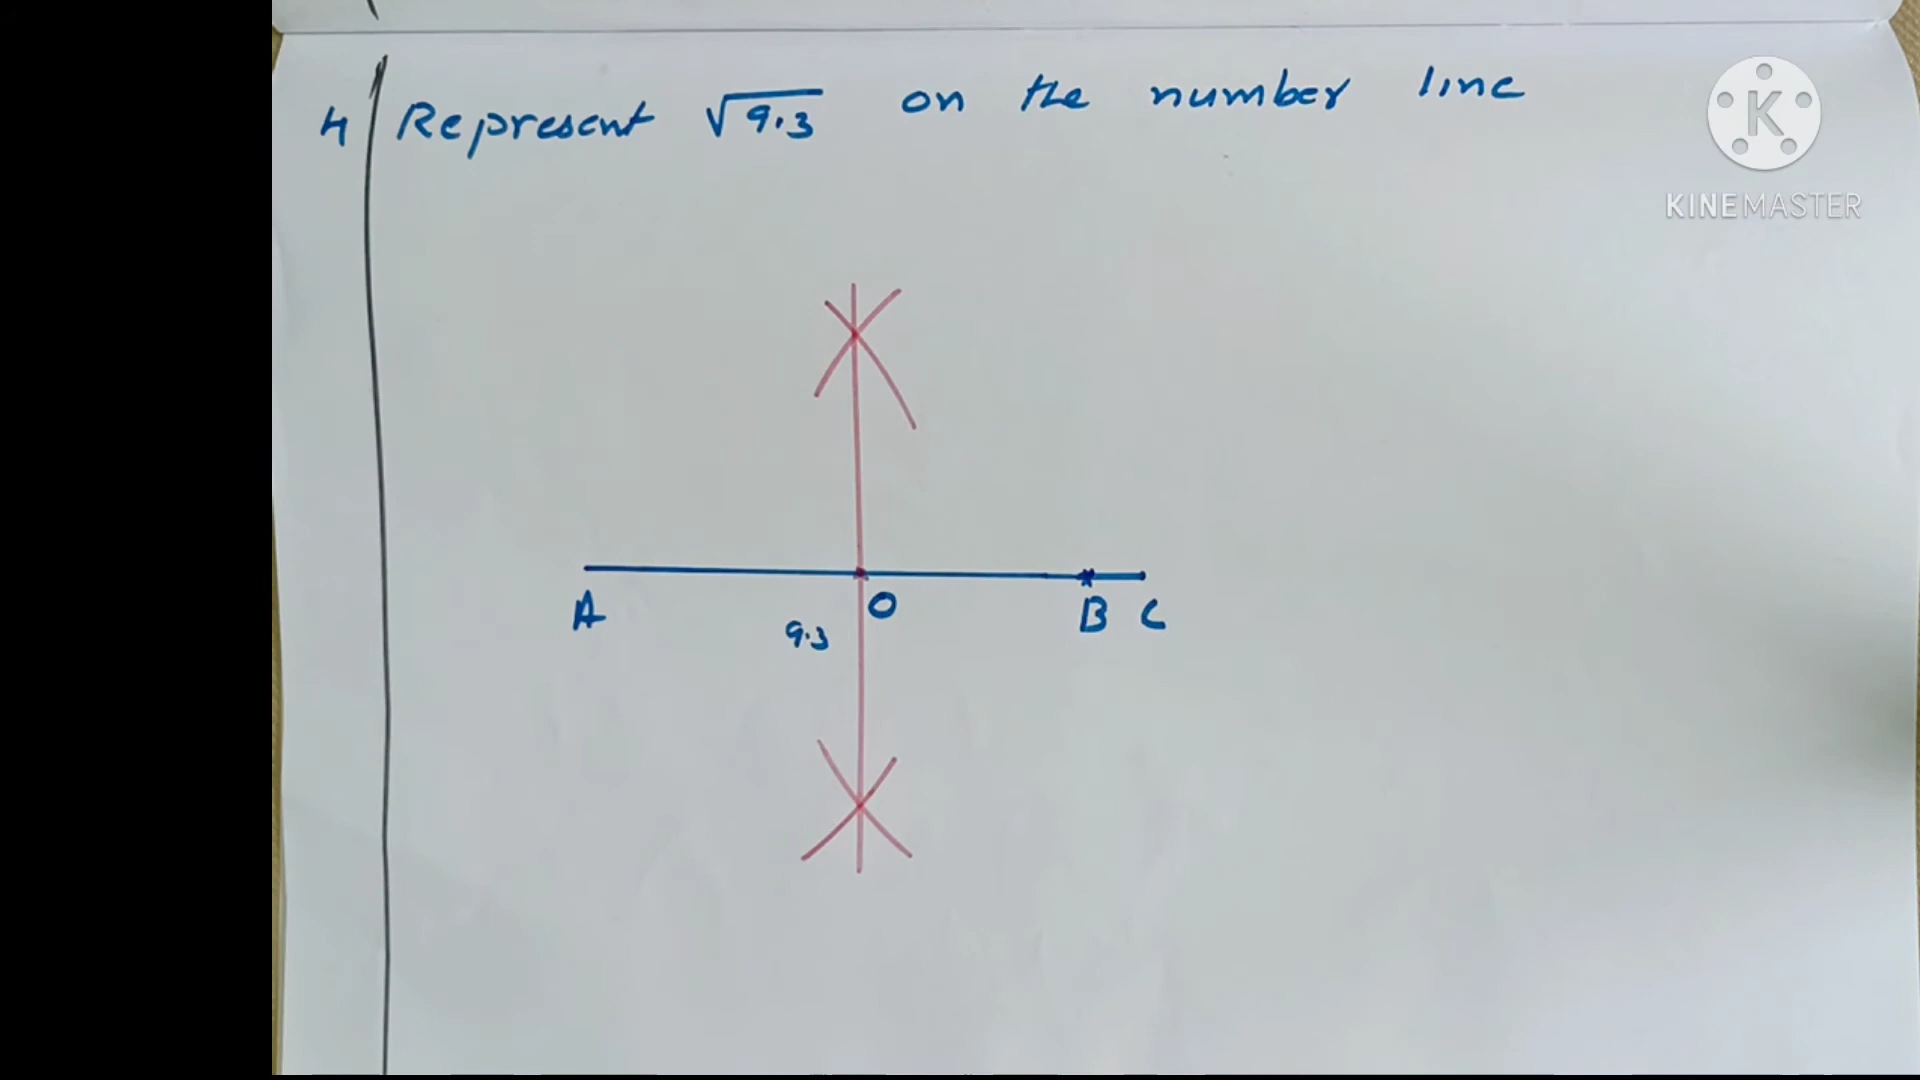 4 Represent √9.3 on the number line
K
KINEMASTER
A O B C
9.3